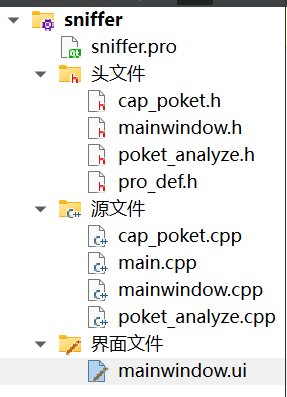 sniffer
sniffer.pro
头文件
cap_poket.h
mainwindow.h
poket_analyze.h
pro_def.h
源文件
cap_poket.cpp
main.cpp
mainwindow.cpp
poket_analyze.cpp
界面文件
mainwindow.ui